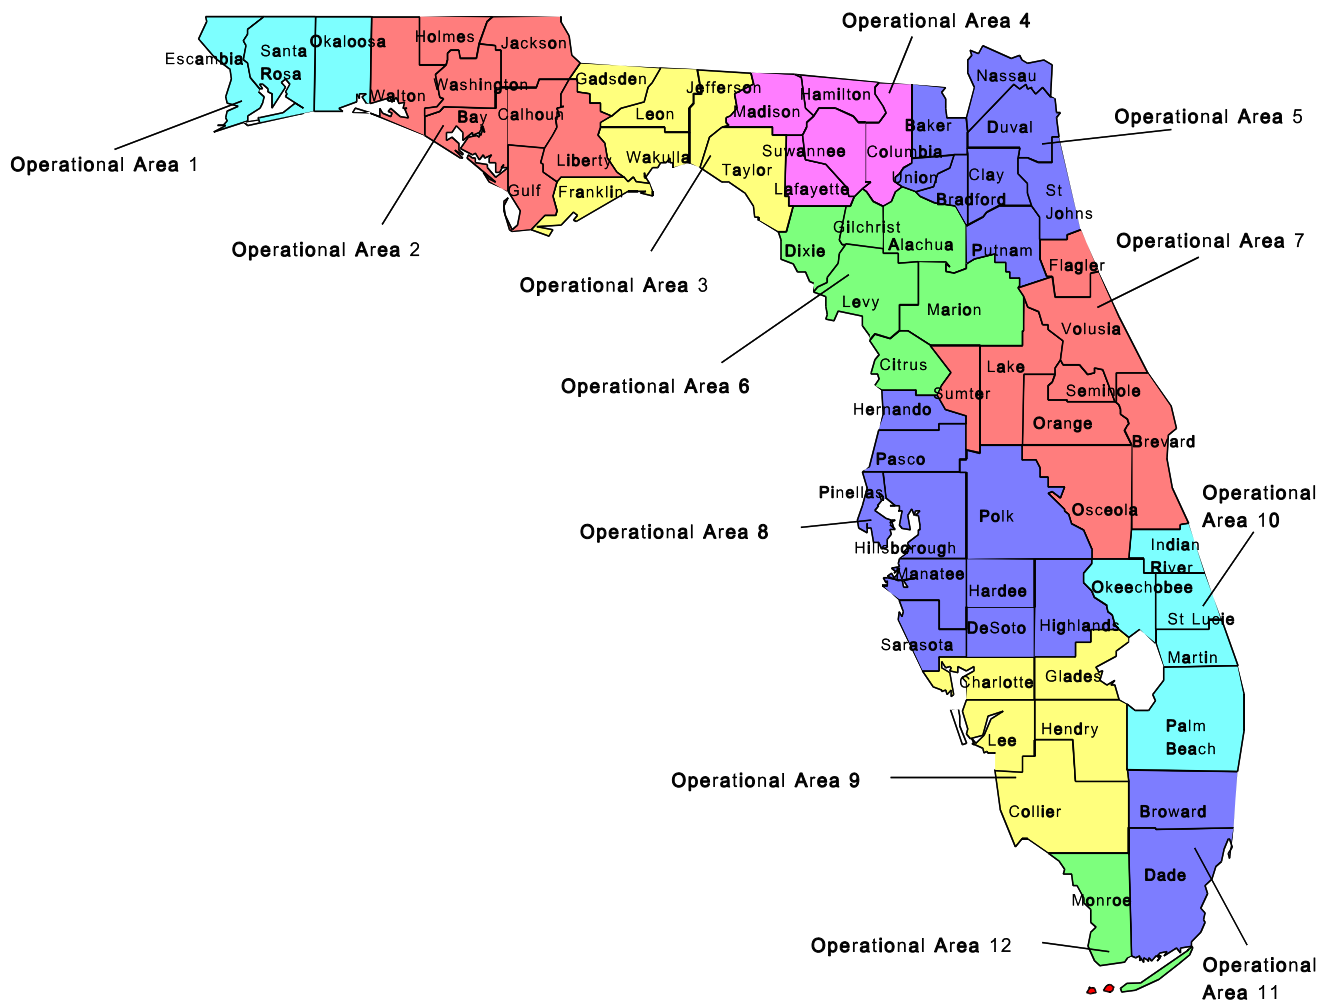 Operational Area 4
Escambia
Santa
Rosa
Okaloosa
Holmes
Jackson
Washington
Walton
Bay
Calhoun
Gadsden
Leon
Jefferson
Madison
Hamilton
Nassau
Baker
Duval
Operational Area 5
Operational Area 1
Liberty
Wakulla
Taylor
Suwannee
Columbia
Lafayette
Union
Clay
Bradford
St
Johns
Gulf
Franklin
Operational Area 2
Operational Area 3
Dixie
Gilchrist
Alachua
Putnam
Operational Area 7
Flagler
Levy
Marion
Volusia
Operational Area 6
Citrus
Lake
Sumter
Seminole
Hernando
Orange
Brevard
Pasco
Pinellas
Operational Area 8
Polk
Osceola
Operational
Area 10
Hillsborough
Indian
River
Manatee
Hardee
Okeechobee
DeSoto
Highlands
St Lucie
Sarasota
Martin
Charlotte
Glades
Lee
Hendry
Palm
Beach
Operational Area 9
Collier
Broward
Dade
Monroe
Operational Area 12
Operational
Area 11